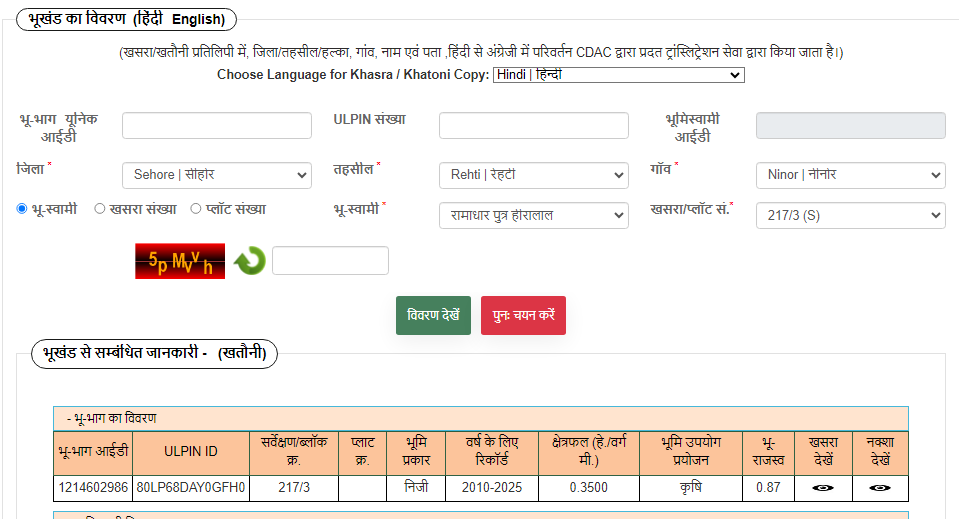 भूखंड का विवरण (हिंदी English)
(खसरा/खतौनी प्रतिलिपी में, जिला/तहसील/हल्का, गांव, नाम एवं पता ,हिंदी से अंग्रेजी में परिवर्तन CDAC द्वारा प्रदत ट्रांस्लिट्रेशन सेवा द्वारा किया जाता है।)
Choose Language for Khasra / Khatoni Copy: Hindi | हिन्दी
भू-भाग यूनिक आईडी
ULPIN संख्या
भूमिस्वामी आईडी
जिला * Sehore | सीहोर तहसील * Rehti | रेहटी गाँव * Ninor | नीनोर
भू-स्वामी खसरा संख्या प्लॉट संख्या भू-स्वामी * रामाधार पुत्र हीरालाल खसरा/प्लॉट सं.* 217/3 (S)
5p Mvv h
विवरण देखें पुनः चयन करें
भूखंड से सम्बंधित जानकारी - (खतौनी)
- भू-भाग का विवरण
भू-भाग आईडी ULPIN ID सर्वेक्षण/ब्लॉक क्र. प्लाट क्र. भूमि प्रकार वर्ष के लिए रिकॉर्ड क्षेत्रफल (हे./वर्ग मी.) भूमि उपयोग प्रयोजन भू-राजस्व खसरा देखें नक्शा देखें
1214602986 80LP68DAY0GFH0 217/3 निजी 2010-2025 0.3500 कृषि 0.87